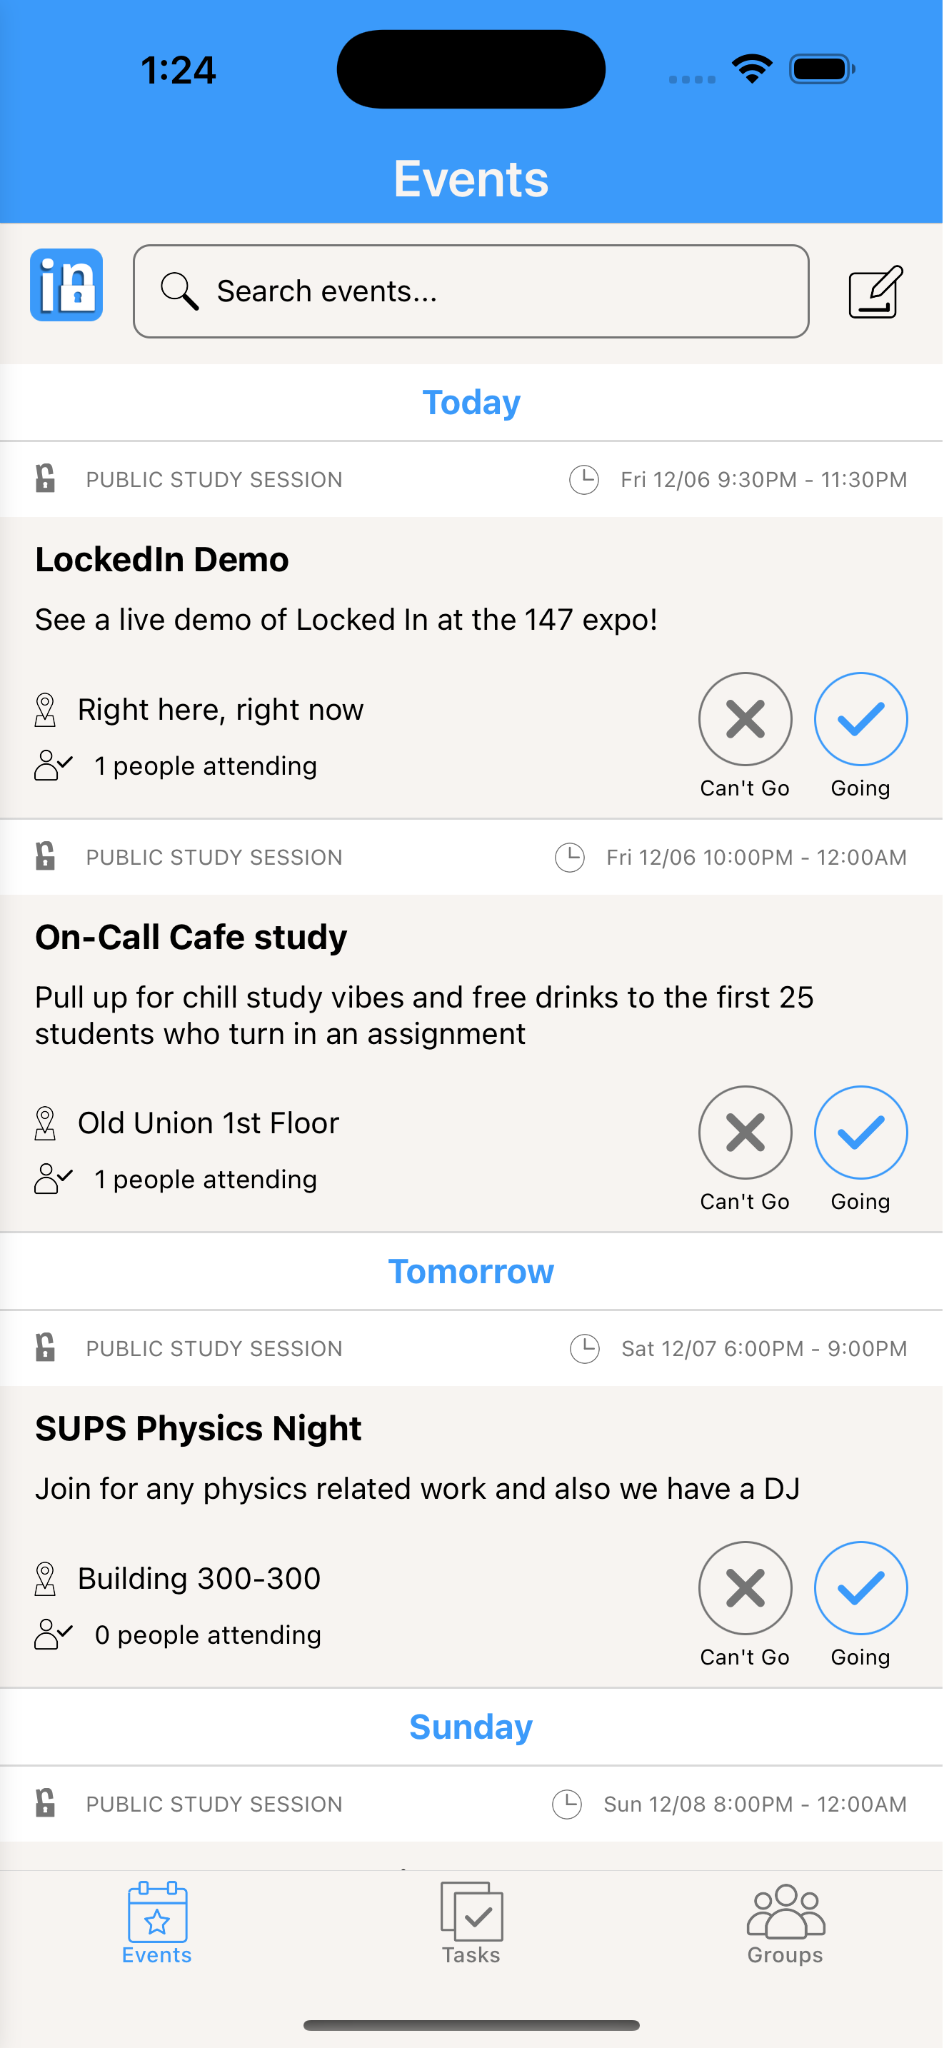 1:24
Events
in
Search events...
Today
PUBLIC STUDY SESSION
Fri 12/06 9:30PM - 11:30PM
LockedIn Demo
See a live demo of Locked In at the 147 expo!
Right here, right now
1 people attending
Can't Go
Going
PUBLIC STUDY SESSION
Fri 12/06 10:00PM - 12:00AM
On-Call Cafe study
Pull up for chill study vibes and free drinks to the first 25
students who turn in an assignment
Old Union 1st Floor
1 people attending
Can't Go
Going
Tomorrow
PUBLIC STUDY SESSION
Sat 12/07 6:00PM - 9:00PM
SUPS Physics Night
Join for any physics related work and also we have a DJ
Building 300-300
0 people attending
Can't Go
Going
Sunday
PUBLIC STUDY SESSION
Sun 12/08 8:00PM - 12:00AM
Events
Tasks
Groups